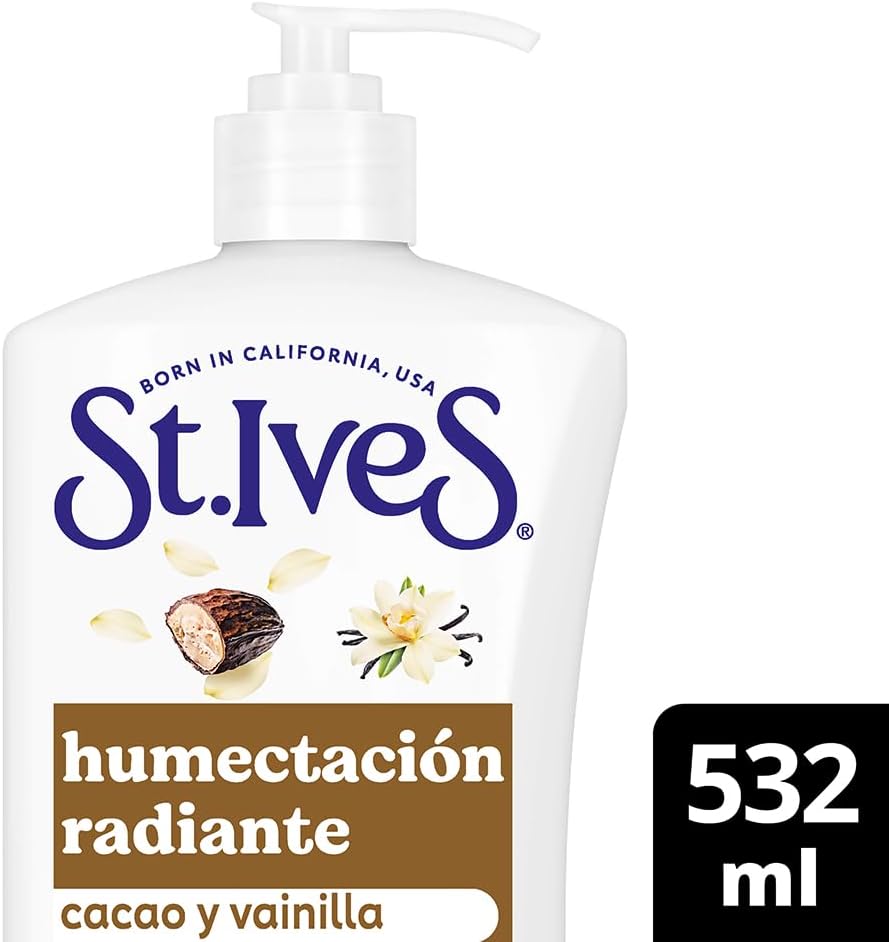 BORN IN CALIFORNIA, USA
St.Ives®
humectación
radiante
cacao y vainilla
532
ml